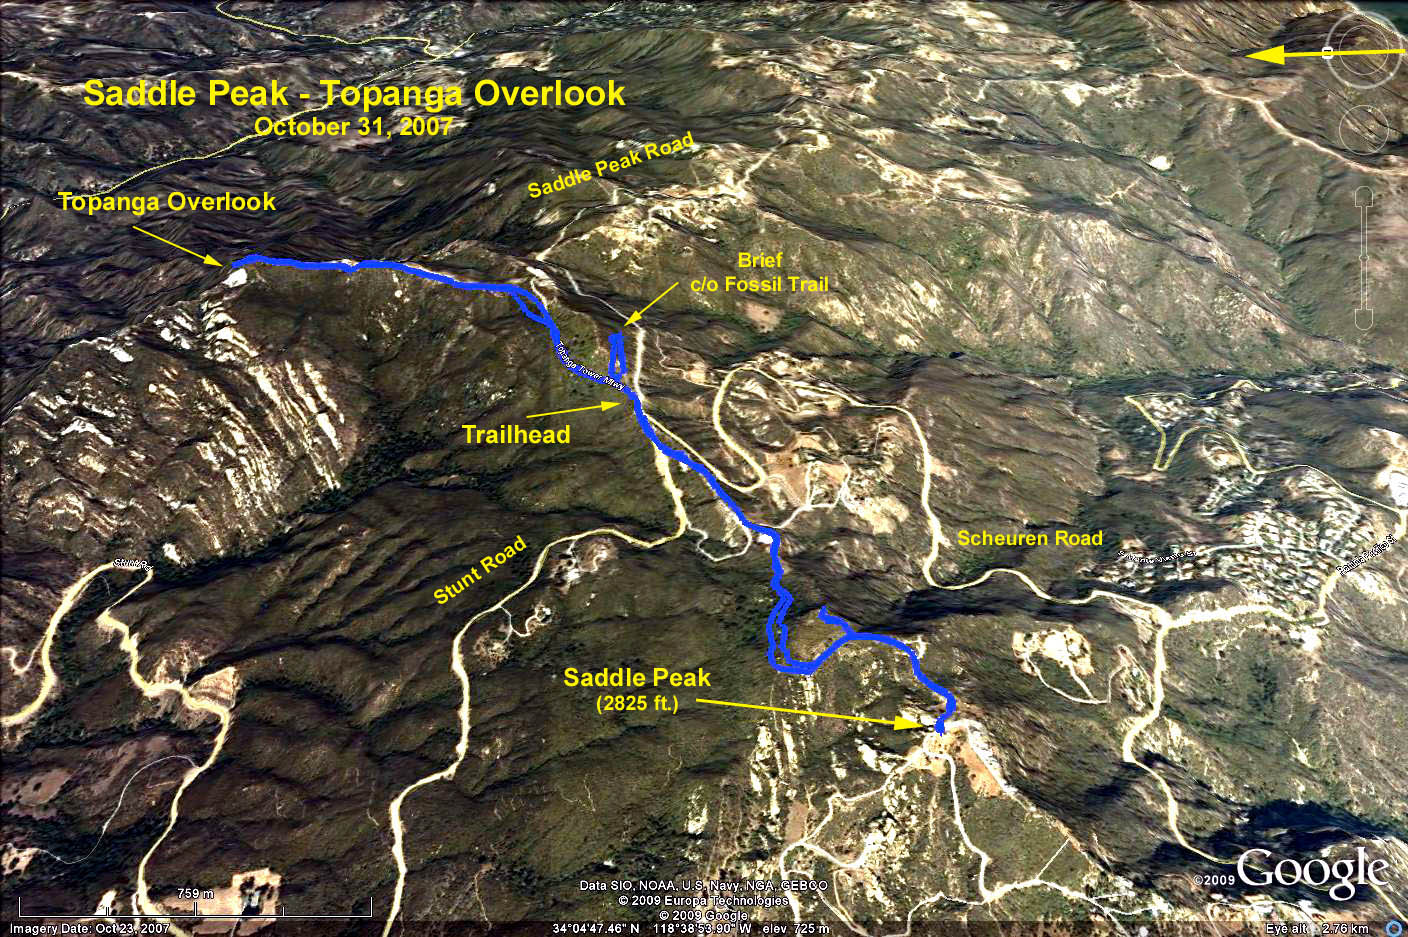 Saddle Peak - Topanga Overlook
October 31, 2007
Saddle Peak Road
Topanga Overlook
Brief
c/o Fossil Trail
Topanga Tower Mtwy
Trailhead
Scheuren Road
Stunt Road
Stunt Rd
Saddle Peak
(2825 ft.)
759 m
Data SIO, NOAA, U.S. Navy, NGA, GEBCO
© 2009 Europa Technologies
© 2009 Google
©2009 Google
Imagery Date: Oct 23, 2007
34°04'47.46" N 118°38'53.90" W elev 725 m
Eye alt 2.76 km